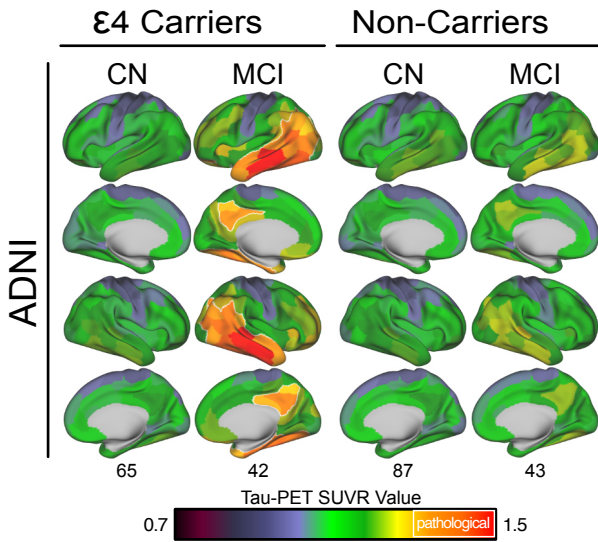 ε4 Carriers Non-Carriers
CN MCI CN MCI
ADNI
65 42 87 43
Tau-PET SUVR Value
0.7 pathological 1.5